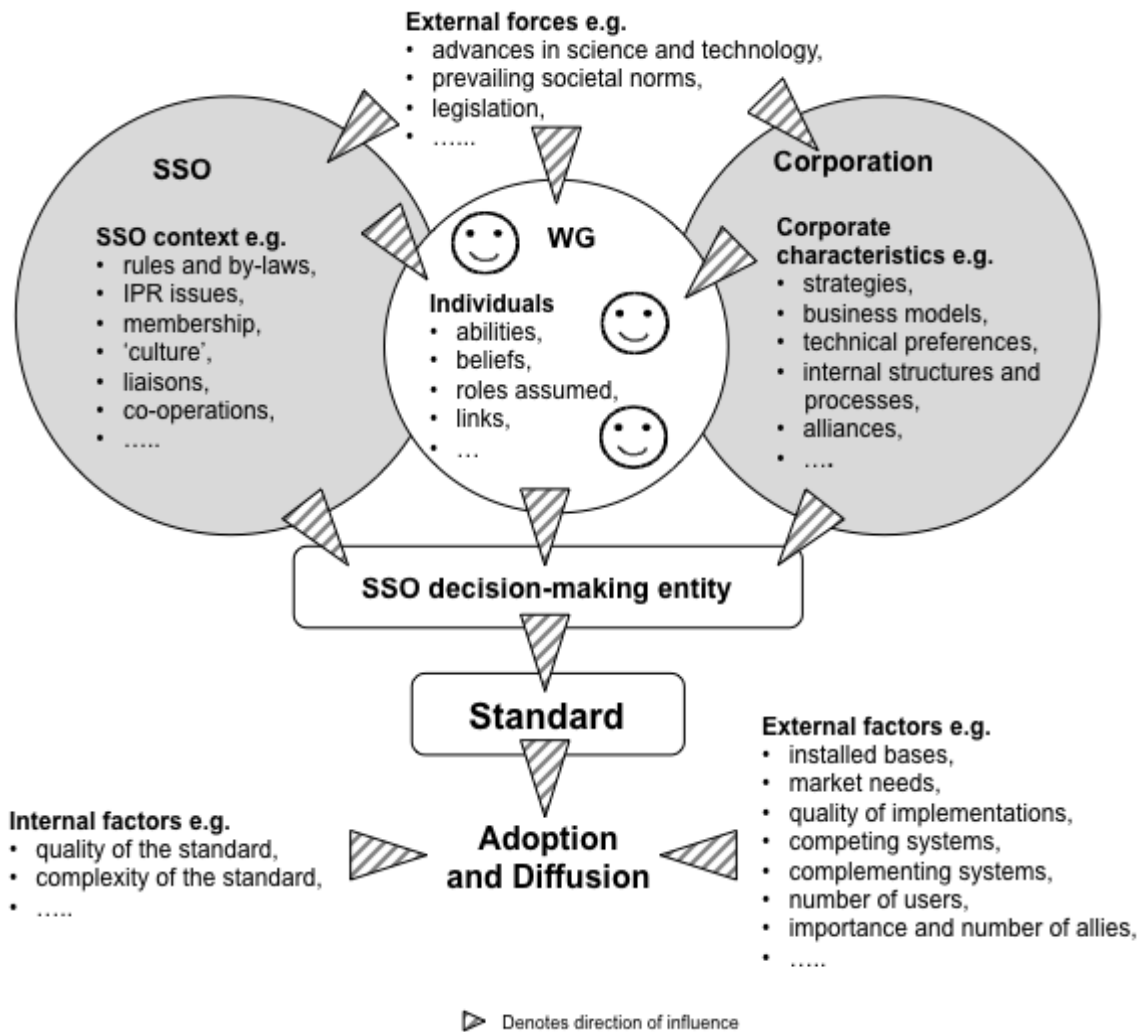 External forces e.g.
• advances in science and technology,
• prevailing societal norms,
• legislation,
• …...
SSO
SSO context e.g.
• rules and by-laws,
• IPR issues,
• membership,
• ‘culture’,
• liaisons,
• co-operations,
• …..
WG
Individuals
• abilities,
• beliefs,
• roles assumed,
• links,
• …
Corporation
Corporate
characteristics e.g.
• strategies,
• business models,
• technical preferences,
• internal structures and
processes,
• alliances,
• ….
SSO decision-making entity
Standard
Internal factors e.g.
• quality of the standard,
• complexity of the standard,
• …..
Adoption
and Diffusion
External factors e.g.
• installed bases,
• market needs,
• quality of implementations,
• competing systems,
• complementing systems,
• number of users,
• importance and number of allies,
• …..
Denotes direction of influence